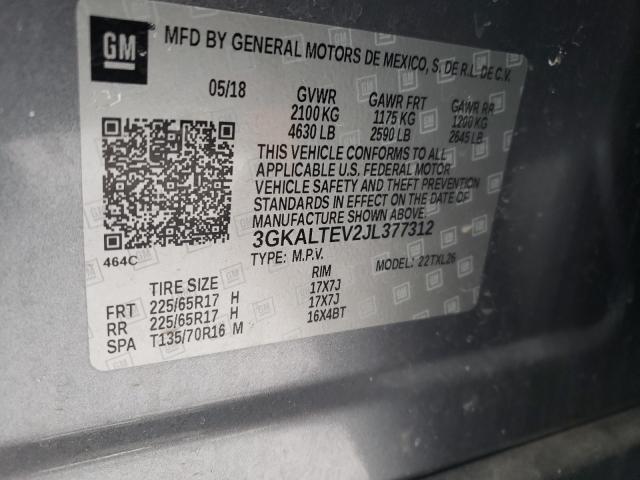 GM
MFD BY GENERAL MOTORS DE MEXICO, S. DE R.L. DE C.V.
05/18 GVWR GAWR FRT GAWR RR
2100 KG 1175 KG 1200 KG
4630 LB 2590 LB 2645 LB
THIS VEHICLE CONFORMS TO ALL
APPLICABLE U.S. FEDERAL MOTOR
VEHICLE SAFETY AND THEFT PREVENTION
STANDARDS IN EFFECT ON THE DATE OF
MANUFACTURE SHOWN ABOVE.
3GKALTEV2JL377312
464C TYPE: M.P.V. MODEL: 22TXL26
TIRE SIZE RIM
FRT 225/65R17 H 17X7J
RR 225/65R17 H 17X7J
SPA T135/70R16 M 16X4BT